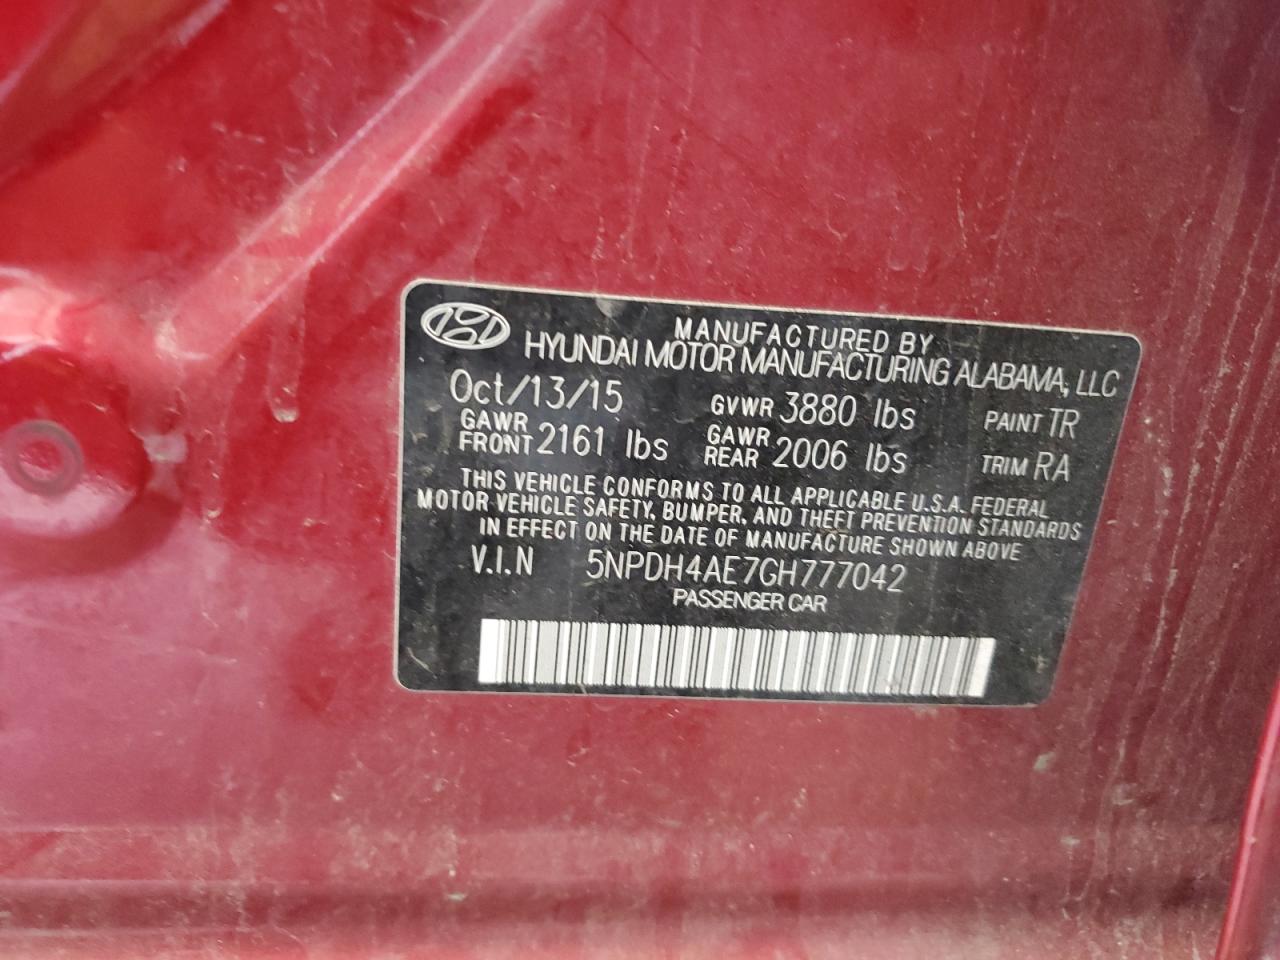 MANUFACTURED BY
HYUNDAI MOTOR MANUFACTURING ALABAMA, LLC
Oct/13/15 GVWR 3880 lbs PAINT TR
GAWR FRONT 2161 lbs GAWR REAR 2006 lbs TRIM RA
THIS VEHICLE CONFORMS TO ALL APPLICABLE U.S.A. FEDERAL
MOTOR VEHICLE SAFETY, BUMPER, AND THEFT PREVENTION STANDARDS
IN EFFECT ON THE DATE OF MANUFACTURE SHOWN ABOVE
V.I.N 5NPDH4AE7GH777042
PASSENGER CAR